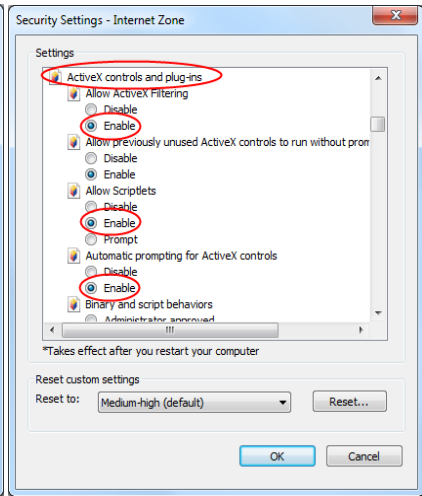 Security Settings - Internet Zone
Settings
ActiveX controls and plug-ins
Allow ActiveX Filtering
Disable
Enable
Allow previously unused ActiveX controls to run without prom
Disable
Enable
Allow Scriptlets
Disable
Enable
Prompt
Automatic prompting for ActiveX controls
Disable
Enable
Binary and script behaviors
Administrator approved
*Takes effect after you restart your computer
Reset custom settings
Reset to: Medium-high (default) Reset...
OK Cancel